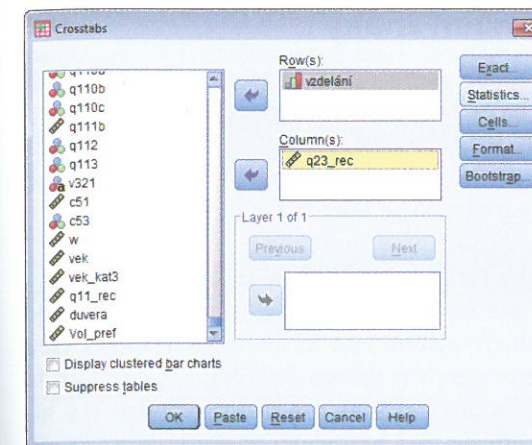 Crosstabs
q110b
q110c
q111b
q112
q113
v321
c51
c53
w
vek
vek_kat3
q11_rec
duvera
Vol_pref
Row(s):
vzdelání
Column(s):
q23_rec
Layer 1 of 1
Previous
Next
Exact...
Statistics...
Cells...
Format...
Bootstrap...
Display clustered bar charts
Suppress tables
OK
Paste
Reset
Cancel
Help